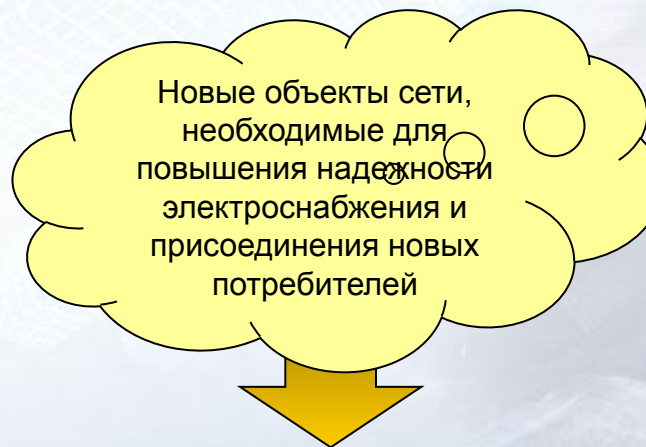 Новые объекты сети,
необходимые для
повышения надежности
электроснабжения и
присоединения новых
потребителей